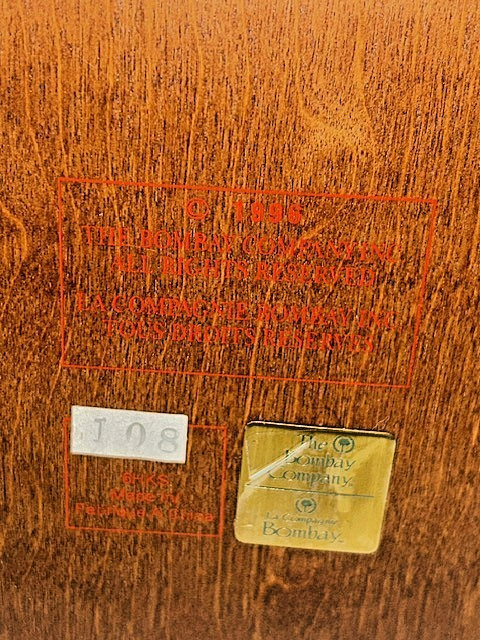 © 1996
THE BOMBAY COMPANY, INC.
ALL RIGHTS RESERVED
LA COMPAGNIE BOMBAY INC.
TOUS DROITS RESERVES
108
Made in
The
Bombay
Company.
La Compagnie
Bombay.